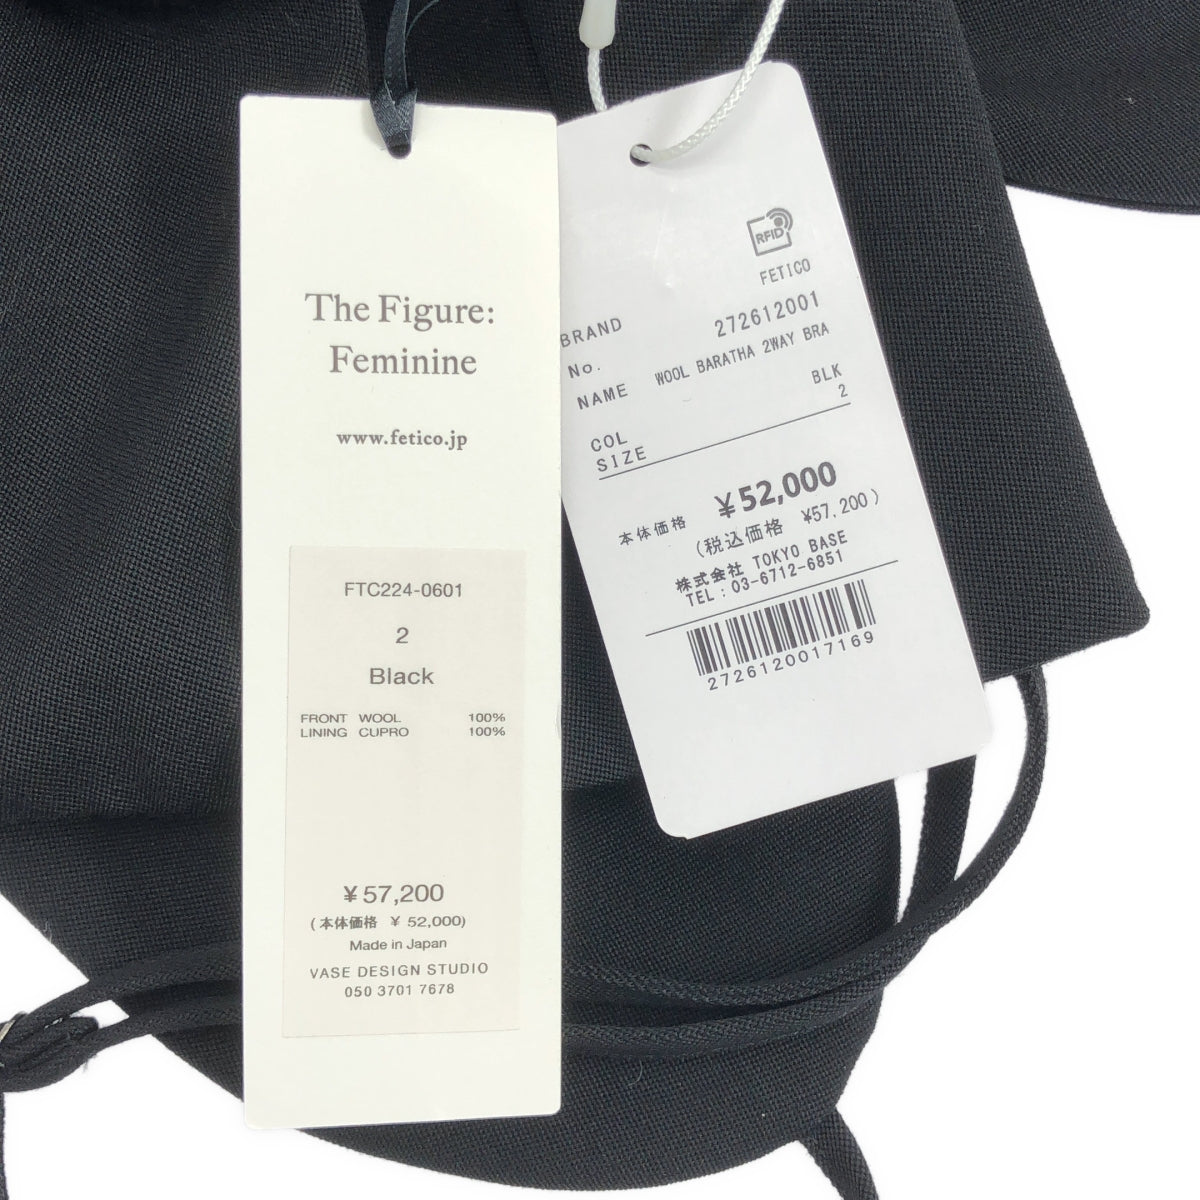 The Figure:
Feminine
www.fetico.jp
FTC224-0601
2
Black
FRONT WOOL 100%
LINING CUPRO 100%
¥57,200
(本体価格 ¥ 52,000)
Made in Japan
VASE DESIGN STUDIO
050 3701 7678
RFID
BRAND FETICO
No. 272612001
NAME WOOL BARATHA 2WAY BRA
COL BLK
SIZE 2
本体価格 ¥52,000
(税込価格 ¥57,200)
株式会社 TOKYO BASE
TEL:03-6712-6851
2726120017169